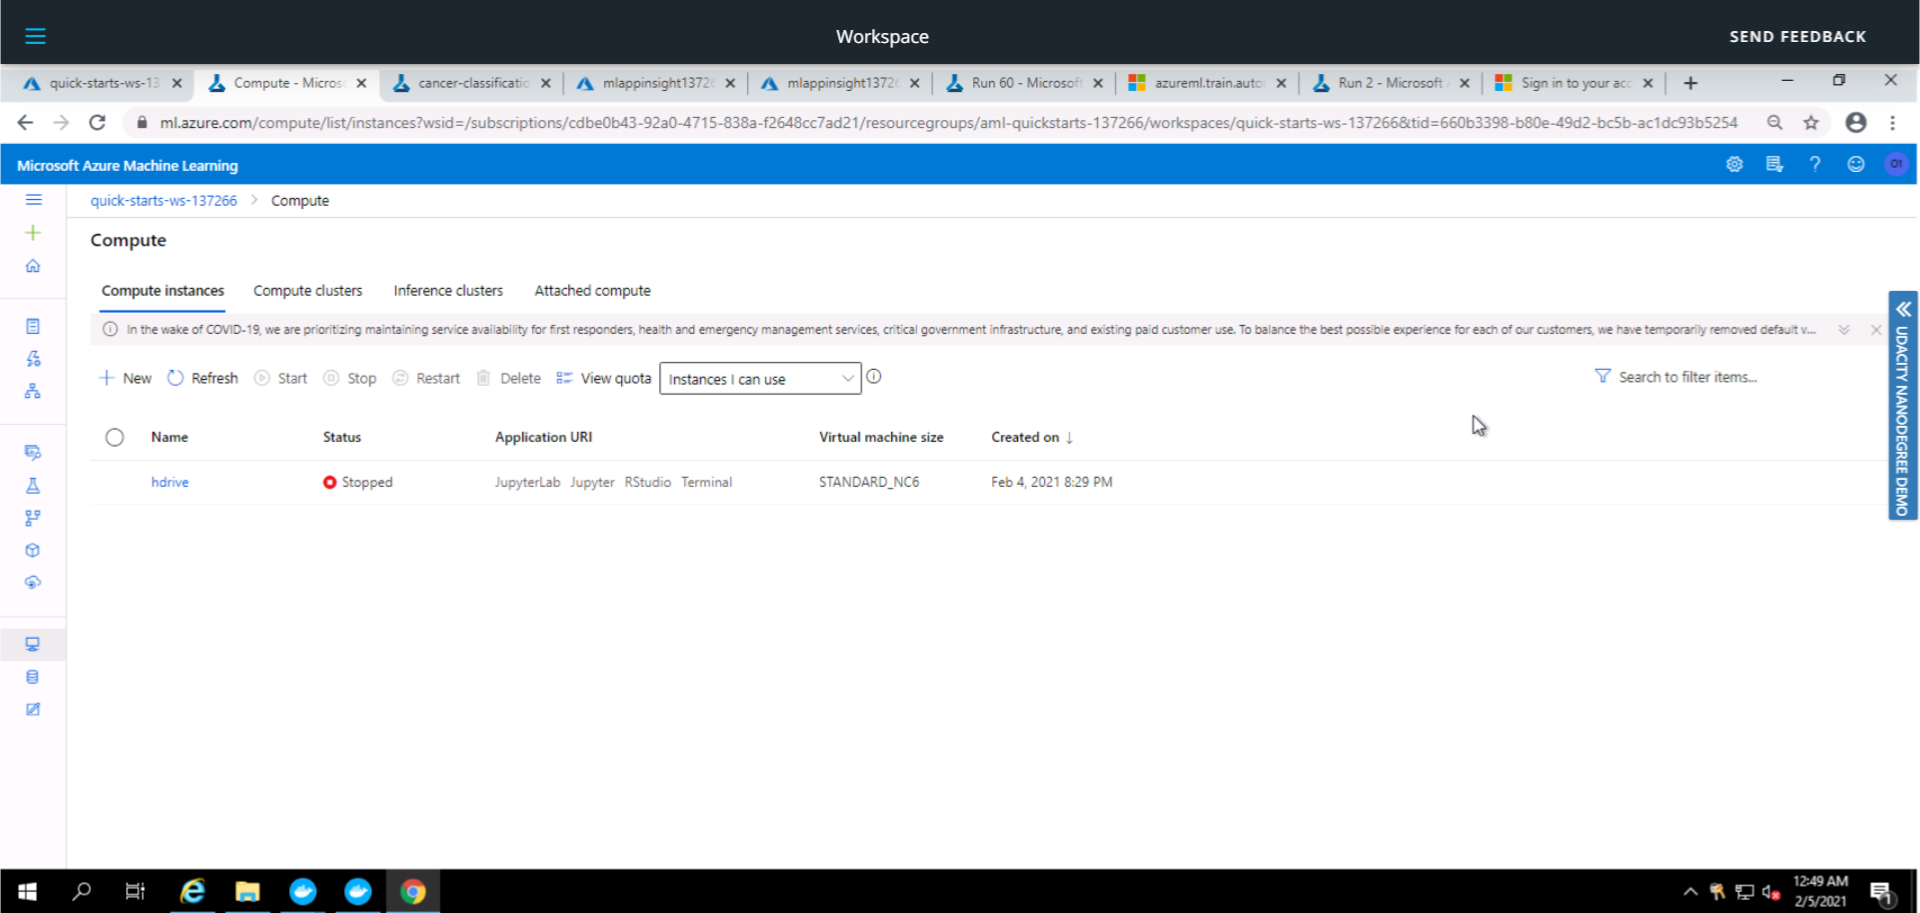 Workspace
SEND FEEDBACK
quick-starts-ws-13
Compute - Micros
cancer-classificatio
mlappinsight13726
mlappinsight13726
Run 60 - Microsoft
azureml.train.auto
Run 2 - Microsoft
Sign in to your acc
ml.azure.com/compute/list/instances?wsid=/subscriptions/cdbe0b43-92a0-4715-838a-f2648cc7ad21/resourcegroups/aml-quickstarts-137266/workspaces/quick-starts-ws-137266&tid=660b3398-b80e-49d2-bc5b-ac1dc93b5254
Microsoft Azure Machine Learning
O1
quick-starts-ws-137266 > Compute
Compute
Compute instances Compute clusters Inference clusters Attached compute
In the wake of COVID-19, we are prioritizing maintaining service availability for first responders, health and emergency management services, critical government infrastructure, and existing paid customer use. To balance the best possible experience for each of our customers, we have temporarily removed default v...
New Refresh Start Stop Restart Delete View quota Instances I can use
Search to filter items...
Name Status Application URI Virtual machine size Created on ↓
hdrive Stopped JupyterLab Jupyter RStudio Terminal STANDARD_NC6 Feb 4, 2021 8:29 PM
UDACITY NANODEGREE DEMO
12:49 AM
2/5/2021
1